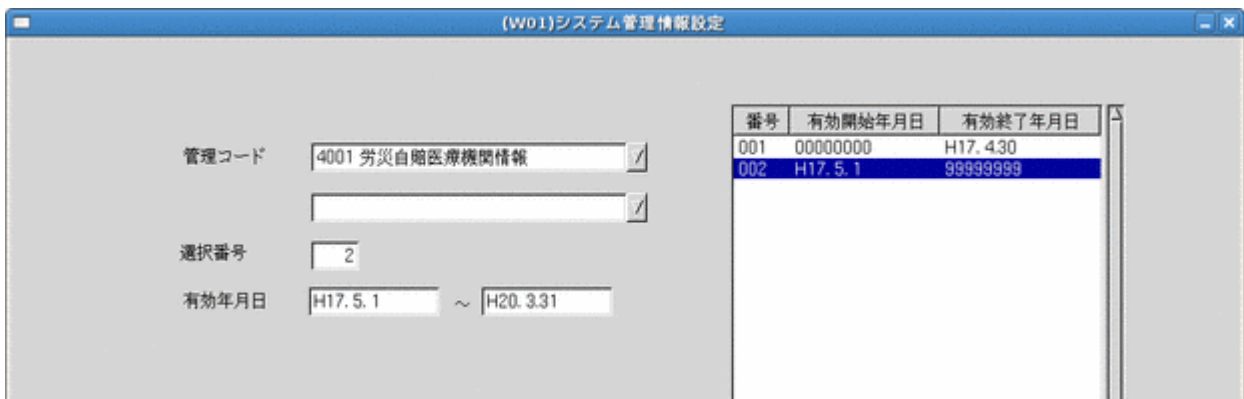 (W01)システム管理情報設定
管理コード 4001 労災自賠医療機関情報
選択番号 2
有効年月日 H17. 5. 1 ～ H20. 3.31
番号 有効開始年月日 有効終了年月日
001 00000000 H17. 4.30
002 H17. 5. 1 99999999